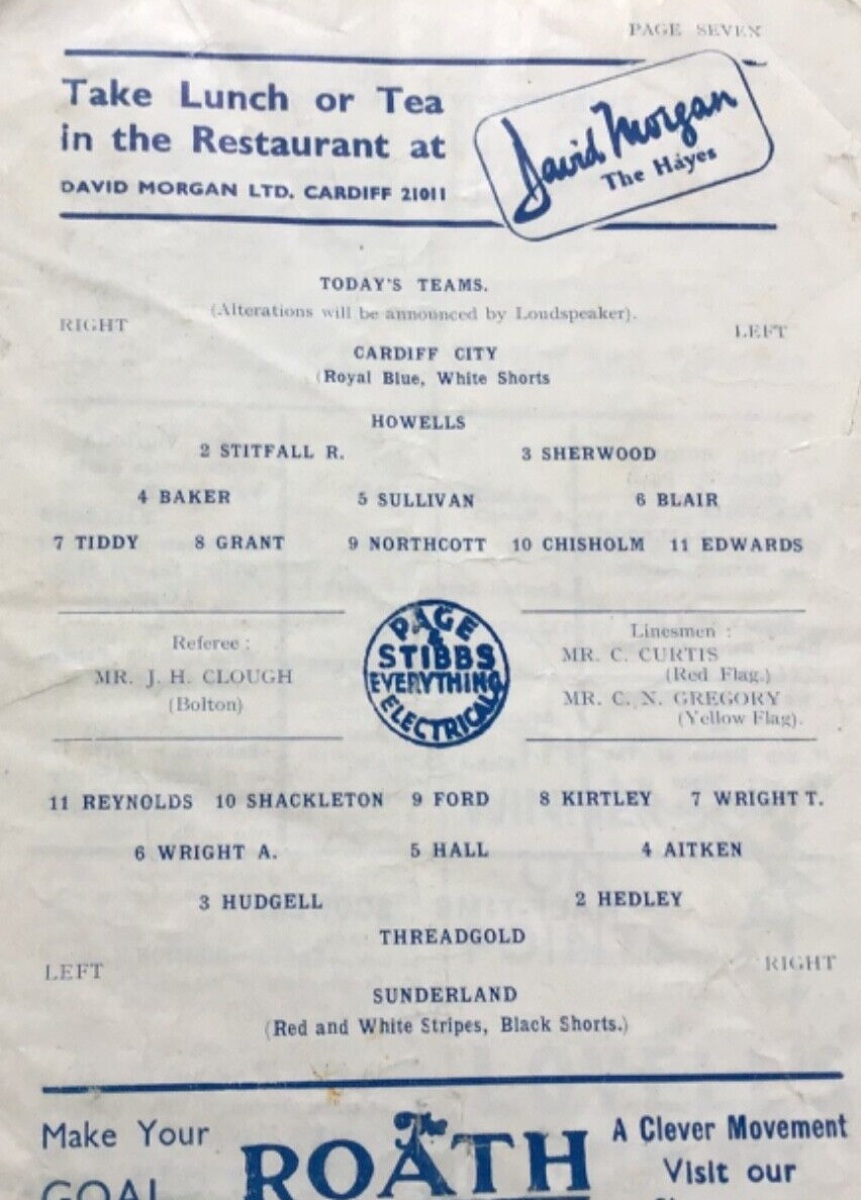 PAGE SEVEN
Take Lunch or Tea
in the Restaurant at
DAVID MORGAN LTD. CARDIFF 21011
David Morgan
The Hayes
TODAY'S TEAMS.
(Alterations will be announced by Loudspeaker).
RIGHT
LEFT
CARDIFF CITY
(Royal Blue, White Shorts
HOWELLS
2 STITFALL R. 3 SHERWOOD
4 BAKER 5 SULLIVAN 6 BLAIR
7 TIDDY 8 GRANT 9 NORTHCOTT 10 CHISHOLM 11 EDWARDS
Referee :
MR. J. H. CLOUGH
(Bolton)
PAGE
&
STIBBS
EVERYTHING
ELECTRICAL
Linesmen :
MR. C. CURTIS
(Red Flag.)
MR. C. N. GREGORY
(Yellow Flag).
11 REYNOLDS 10 SHACKLETON 9 FORD 8 KIRTLEY 7 WRIGHT T.
6 WRIGHT A. 5 HALL 4 AITKEN
3 HUDGELL 2 HEDLEY
THREADGOLD
LEFT
RIGHT
SUNDERLAND
(Red and White Stripes, Black Shorts.)
Make Your
GOAL
The
ROATH
A Clever Movement
Visit our